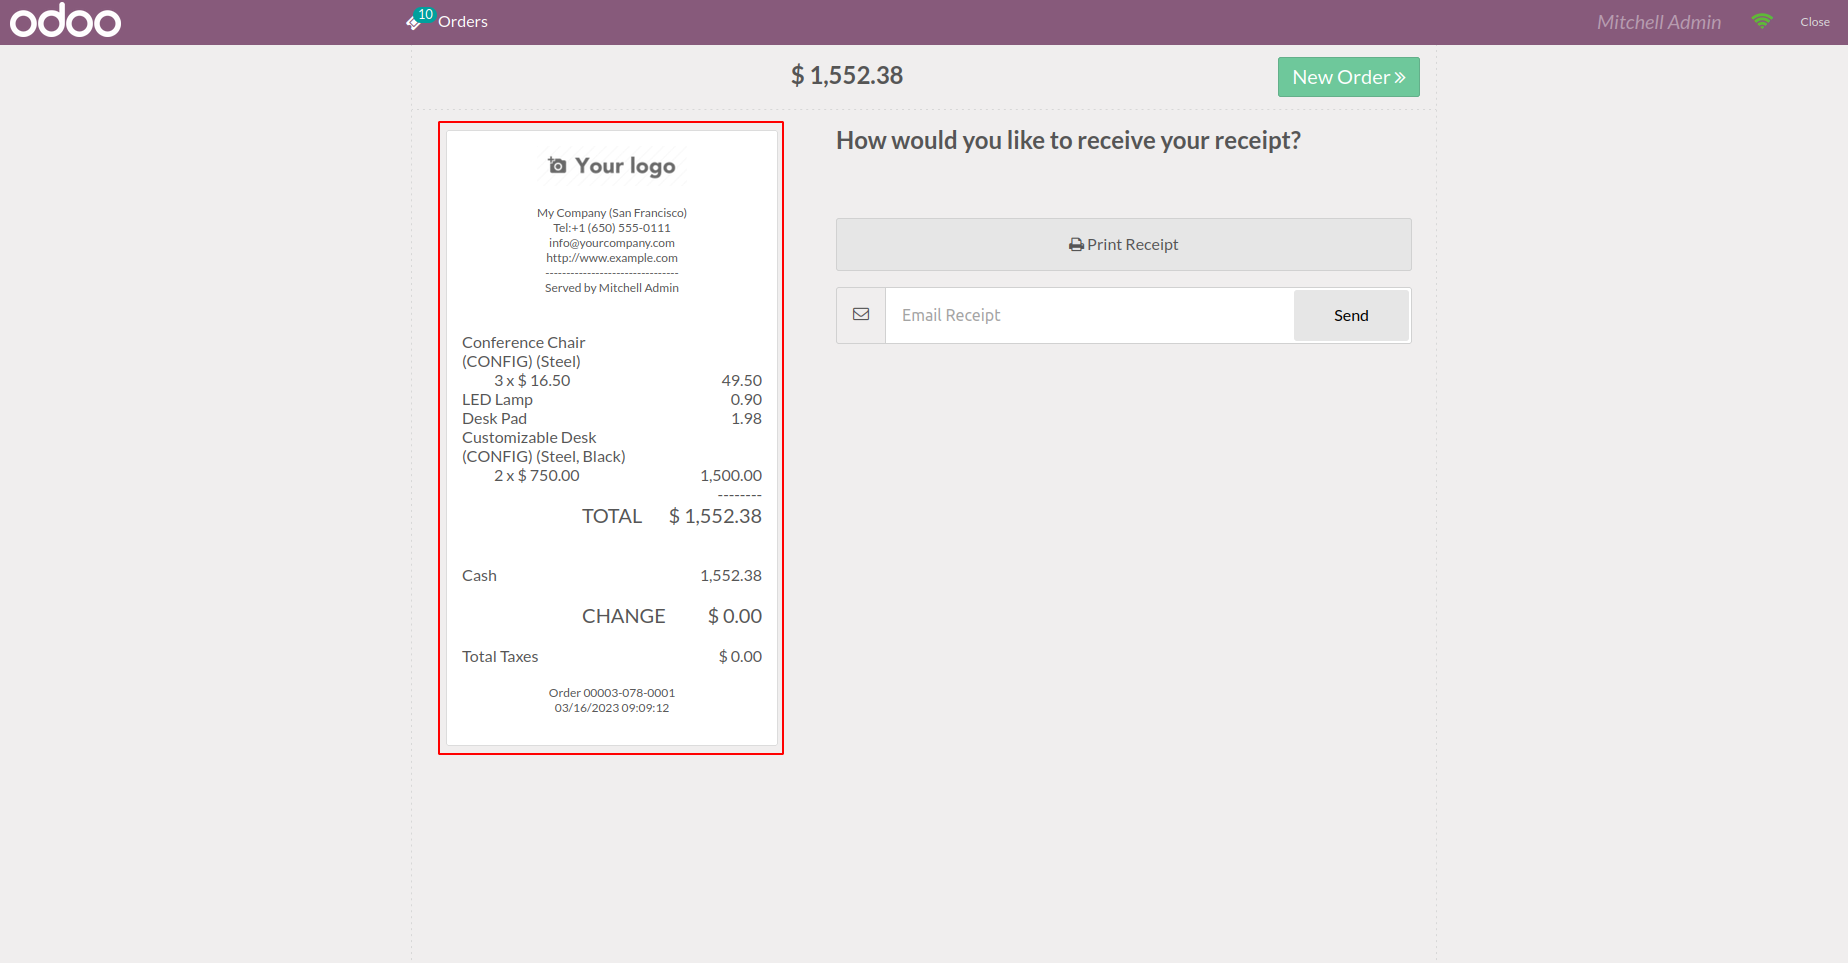 odoo
10
Orders
Mitchell Admin
Close
$ 1,552.38
New Order
Your logo
My Company (San Francisco)
Tel:+1 (650) 555-0111
info@yourcompany.com
http://www.example.com
--------------------------------
Served by Mitchell Admin
Conference Chair
(CONFIG) (Steel)
3 x $ 16.50 49.50
LED Lamp 0.90
Desk Pad 1.98
Customizable Desk
(CONFIG) (Steel, Black)
2 x $ 750.00 1,500.00
--------
TOTAL $ 1,552.38
Cash 1,552.38
CHANGE $ 0.00
Total Taxes $ 0.00
Order 00003-078-0001
03/16/2023 09:09:12
How would you like to receive your receipt?
Print Receipt
Email Receipt
Send